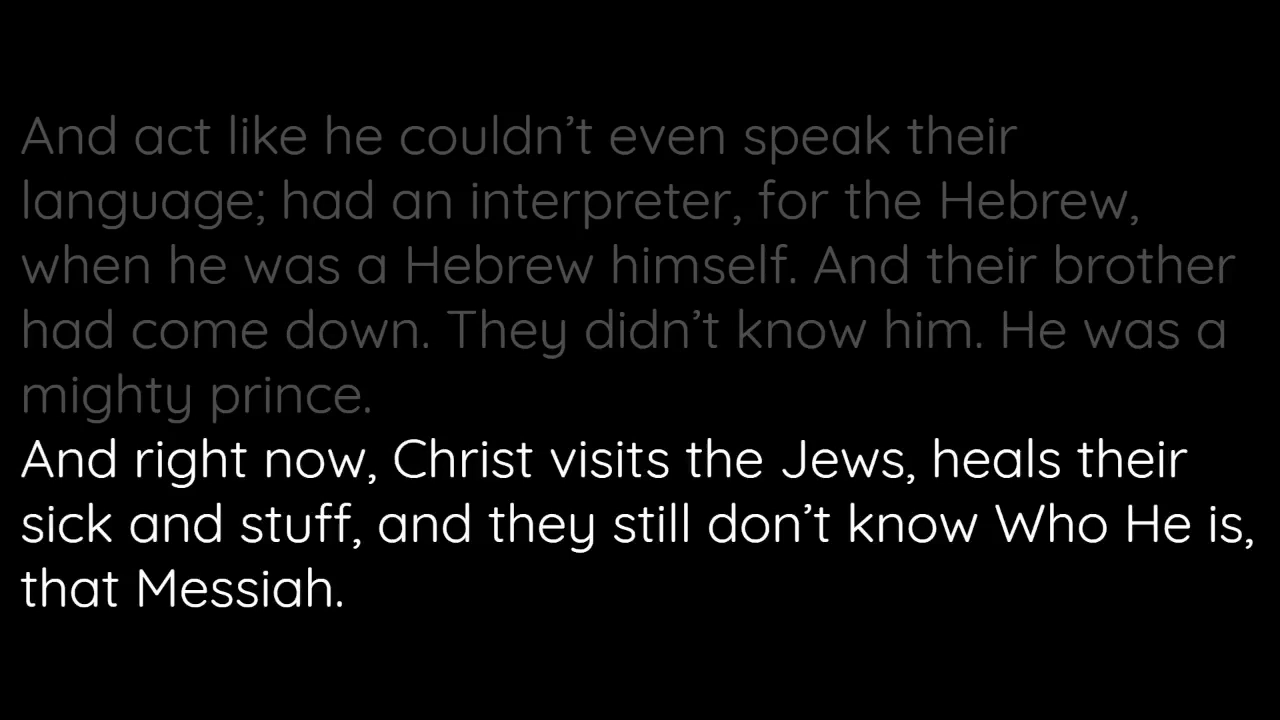 And act like he couldn’t even speak their
language; had an interpreter, for the Hebrew,
when he was a Hebrew himself. And their brother
had come down. They didn’t know him. He was a
mighty prince.
And right now, Christ visits the Jews, heals their
sick and stuff, and they still don’t know Who He is,
that Messiah.